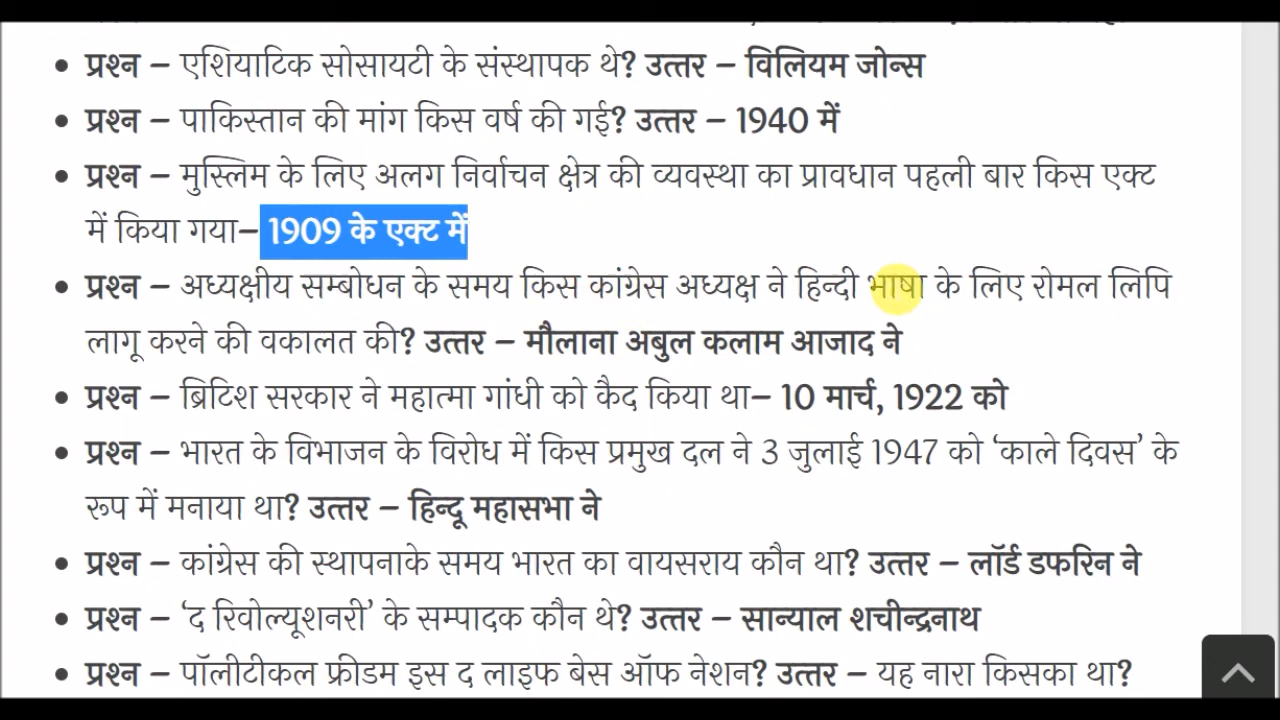 प्रश्न – एशियाटिक सोसायटी के संस्थापक थे? उत्तर – विलियम जोन्स
प्रश्न – पाकिस्तान की मांग किस वर्ष की गई? उत्तर – 1940 में
प्रश्न – मुस्लिम के लिए अलग निर्वाचन क्षेत्र की व्यवस्था का प्रावधान पहली बार किस एक्ट
में किया गया– 1909 के एक्ट में
प्रश्न – अध्यक्षीय सम्बोधन के समय किस कांग्रेस अध्यक्ष ने हिन्दी भाषा के लिए रोमल लिपि
लागू करने की वकालत की? उत्तर – मौलाना अबुल कलाम आजाद ने
प्रश्न – ब्रिटिश सरकार ने महात्मा गांधी को कैद किया था– 10 मार्च, 1922 को
प्रश्न – भारत के विभाजन के विरोध में किस प्रमुख दल ने 3 जुलाई 1947 को ‘काले दिवस’ के
रूप में मनाया था? उत्तर – हिन्दू महासभा ने
प्रश्न – कांग्रेस की स्थापनाके समय भारत का वायसराय कौन था? उत्तर – लॉर्ड डफरिन ने
प्रश्न – ‘द रिवोल्यूशनरी’ के सम्पादक कौन थे? उत्तर – सान्याल शचीन्द्रनाथ
प्रश्न – पॉलीटीकल फ्रीडम इस द लाइफ बेस ऑफ नेशन? उत्तर – यह नारा किसका था?